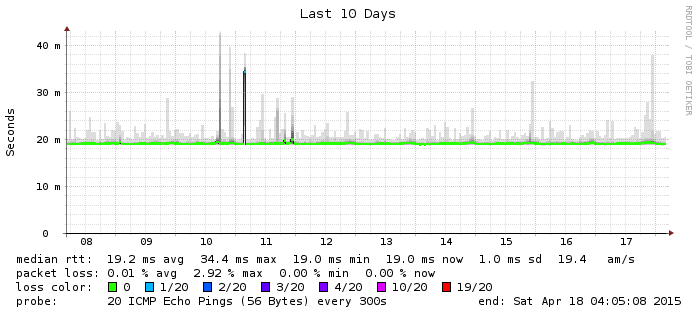 Last 10 Days
RRDTOOL / TOBI OETIKER
Seconds
40 m
30 m
20 m
10 m
0
08 09 10 11 12 13 14 15 16 17
median rtt: 19.2 ms avg 34.4 ms max 19.0 ms min 19.0 ms now 1.0 ms sd 19.4 am/s
packet loss: 0.01 % avg 2.92 % max 0.00 % min 0.00 % now
loss color: 0 1/20 2/20 3/20 4/20 10/20 19/20
probe: 20 ICMP Echo Pings (56 Bytes) every 300s end: Sat Apr 18 04:05:08 2015